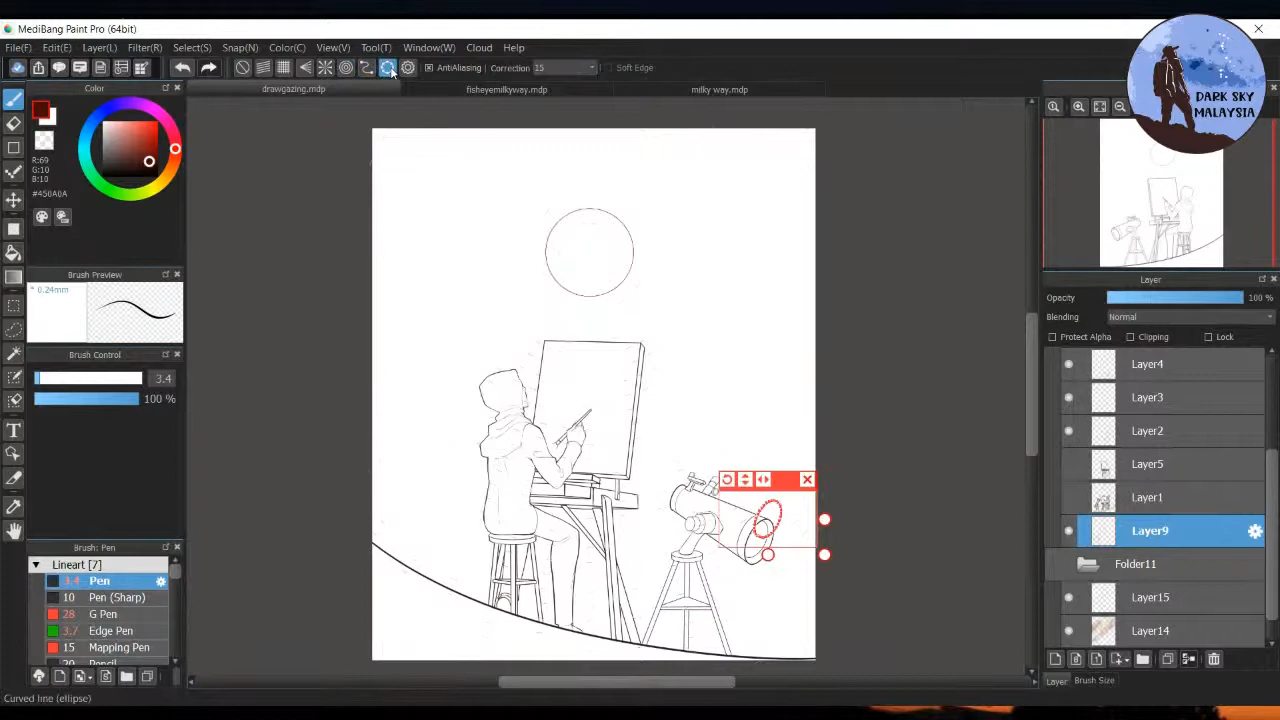 MediBang Paint Pro (64bit)
File(F) Edit(E) Layer(L) Filter(R) Select(S) Snap(N) Color(C) View(V) Tool(T) Window(W) Cloud Help
AntiAliasing Correction 15 Soft Edge
DARK SKY
MALAYSIA
Color
drawgazing.mdp fisheyemilkyway.mdp milky way.mdp
R:69
G:10
B:10
#450A0A
Brush Preview
0.24mm
Brush Control
3.4
100 %
Layer
Opacity 100 %
Blending Normal
Protect Alpha Clipping Lock
Layer4
Layer3
Layer2
Layer5
Layer1
Layer9
Folder11
Layer15
Layer14
Layer Brush Size
Brush: Pen
Lineart [7]
3.4 Pen
10 Pen (Sharp)
28 G Pen
3.7 Edge Pen
15 Mapping Pen
20 Pencil
Curved line (ellipse)